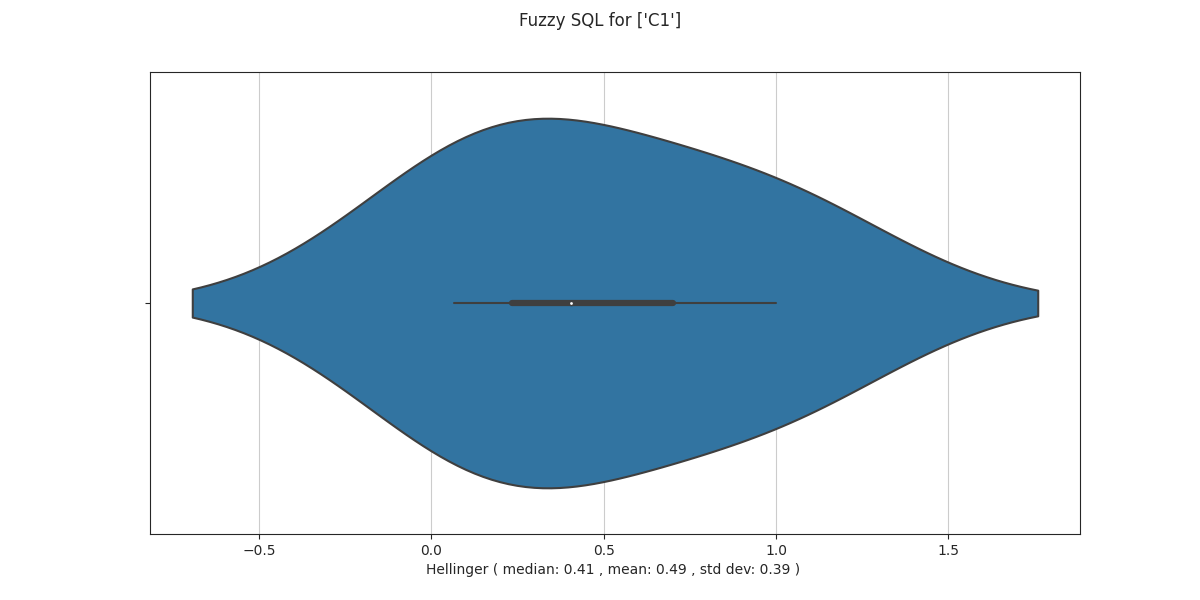 Fuzzy SQL for ['C1']
−0.5 0.0 0.5 1.0 1.5
Hellinger ( median: 0.41 , mean: 0.49 , std dev: 0.39 )